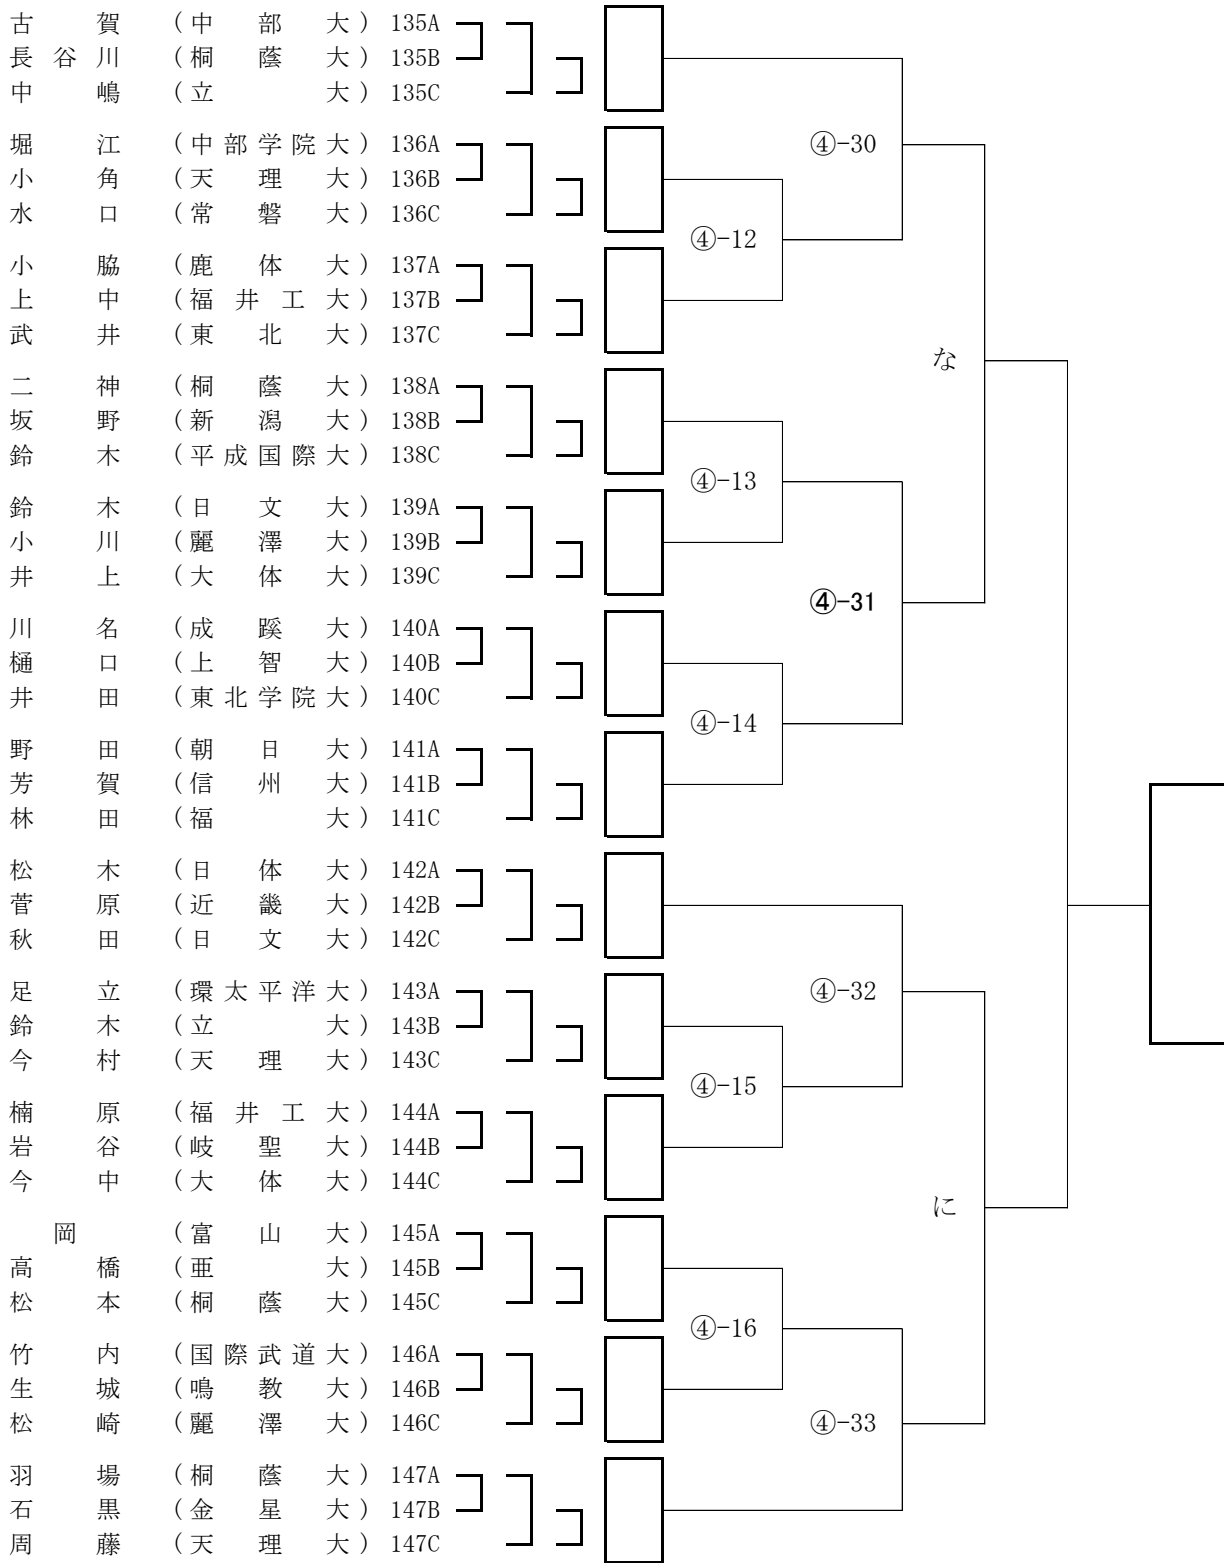 古賀（中部大）135A
長谷川（桐蔭大）135B
中嶋（立大）135C
④-30
堀江（中部学院大）136A
小角（天理大）136B
水口（常磐大）136C
④-12
小脇（鹿体大）137A
上中（福井工大）137B
武井（東北大）137C
な
二神（桐蔭大）138A
坂野（新潟大）138B
鈴木（平成国際大）138C
④-13
鈴木（日文大）139A
小川（麗澤大）139B
井上（大体大）139C
④-31
川名（成蹊大）140A
樋口（上智大）140B
井田（東北学院大）140C
④-14
野田（朝日大）141A
芳賀（信州大）141B
林田（福大）141C
松木（日体大）142A
菅原（近畿大）142B
秋田（日文大）142C
足立（環太平洋大）143A
④-32
鈴木（立大）143B
今村（天理大）143C
④-15
楠原（福井工大）144A
岩谷（岐聖大）144B
今中（大体大）144C
に
岡（富山大）145A
高橋（亜大）145B
松本（桐蔭大）145C
④-16
竹内（国際武道大）146A
生城（鳴教大）146B
松崎（麗澤大）146C
④-33
羽場（桐蔭大）147A
石黒（金星大）147B
周藤（天理大）147C